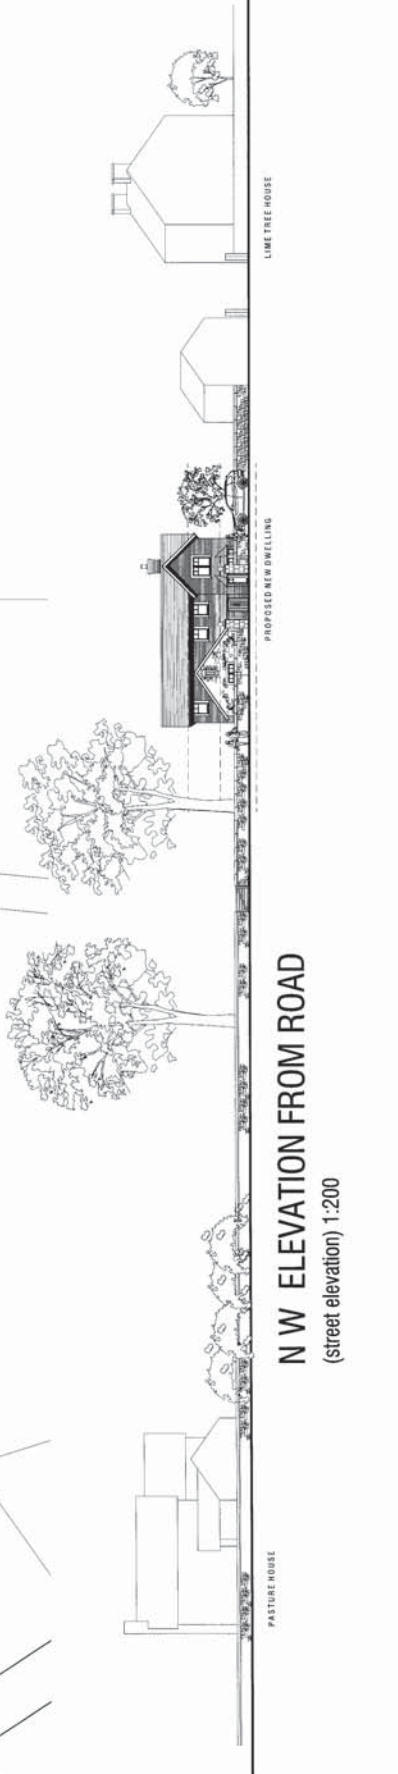 PASTURE HOUSE
PROPOSED NEW DWELLING
LIME TREE HOUSE
N W ELEVATION FROM ROAD
(street elevation) 1:200